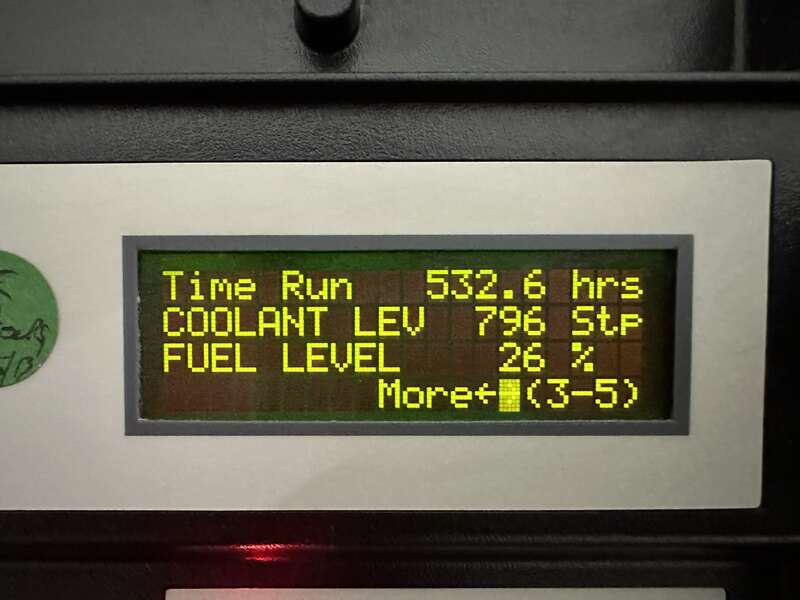 Time Run 532.6 hrs
COOLANT LEV 796 Stp
FUEL LEVEL 26 %
More←(3-5)